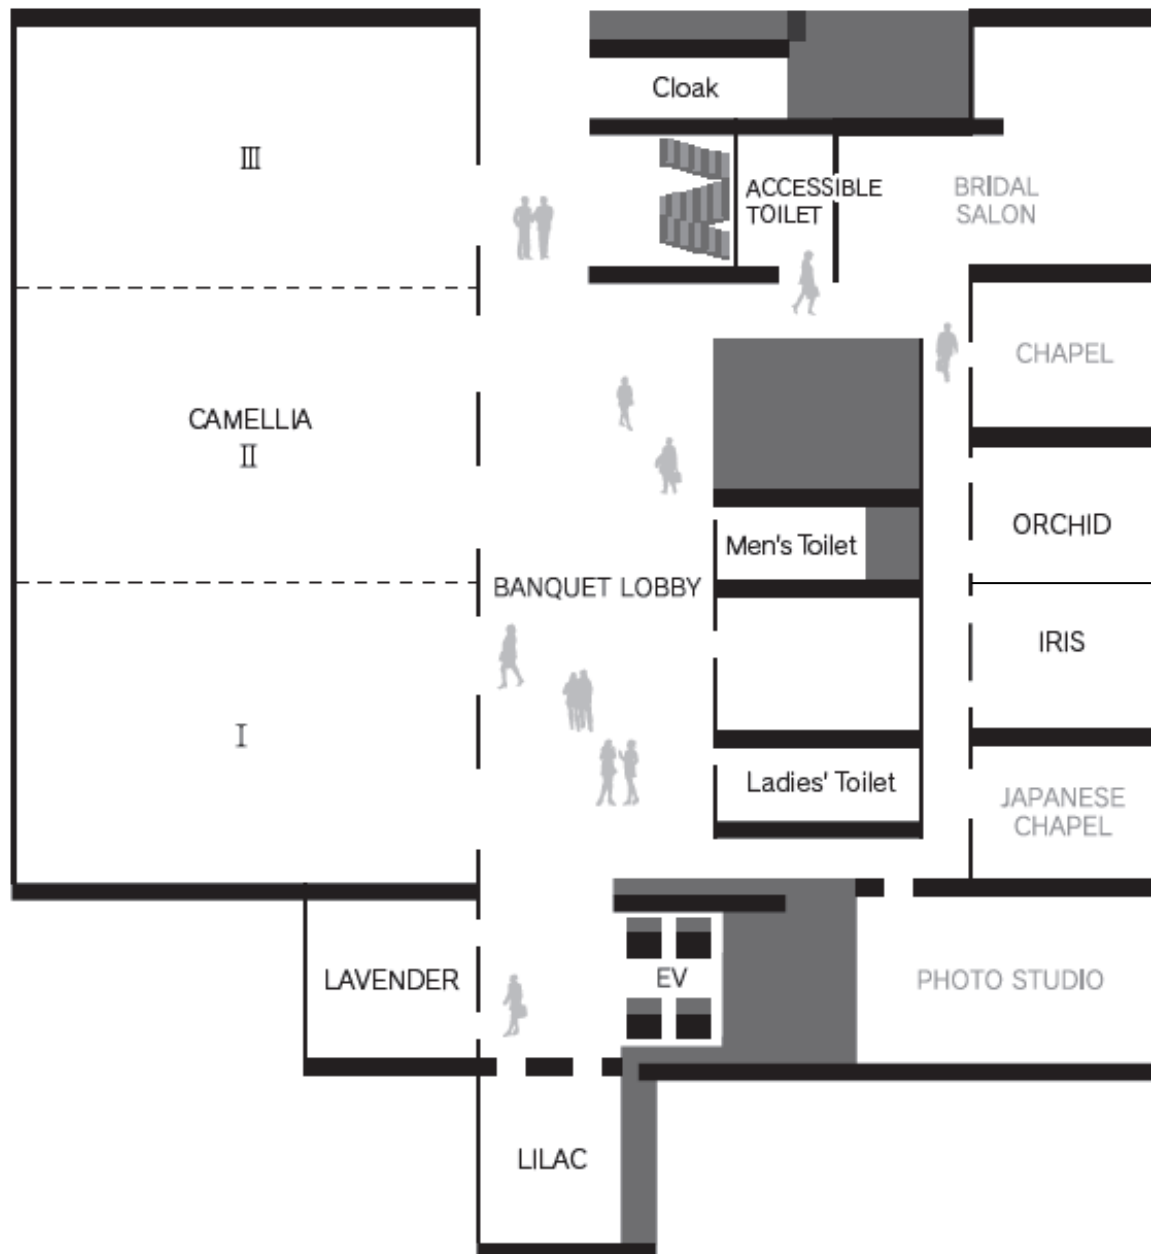 Cloak
Ⅲ
ACCESSIBLE
TOILET
BRIDAL
SALON
CHAPEL
CAMELLIA
Ⅱ
ORCHID
Men's Toilet
BANQUET LOBBY
IRIS
Ⅰ
Ladies' Toilet
JAPANESE
CHAPEL
LAVENDER
EV
PHOTO STUDIO
LILAC